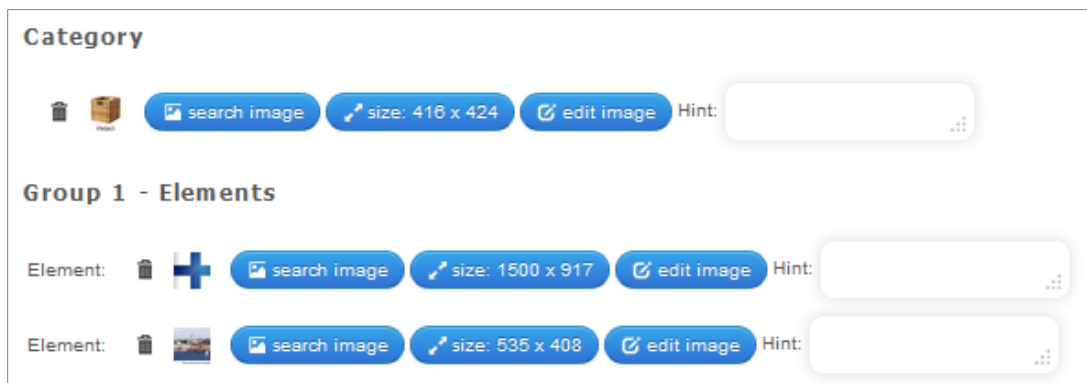 Category
search image size: 416 x 424 edit image Hint:
Group 1 - Elements
Element: search image size: 1500 x 917 edit image Hint:
Element: search image size: 535 x 408 edit image Hint: